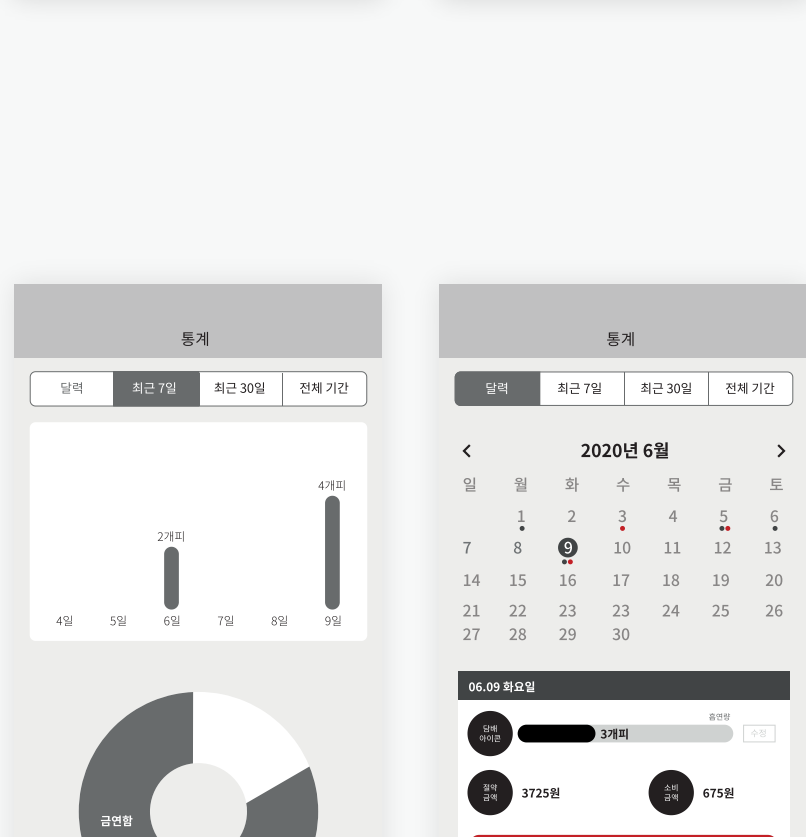 통계
달력 최근 7일 최근 30일 전체 기간
4개피
2개피
4일 5일 6일 7일 8일 9일
금연함
통계
달력 최근 7일 최근 30일 전체 기간
2020년 6월
일 월 화 수 목 금 토
1 2 3 4 5 6
7 8 9 10 11 12 13
14 15 16 17 18 19 20
21 22 23 23 24 25 26
27 28 29 30
06.09 화요일
흡연량
담배
아이콘
3개피
수정
절약
금액
3725원
소비
금액
675원